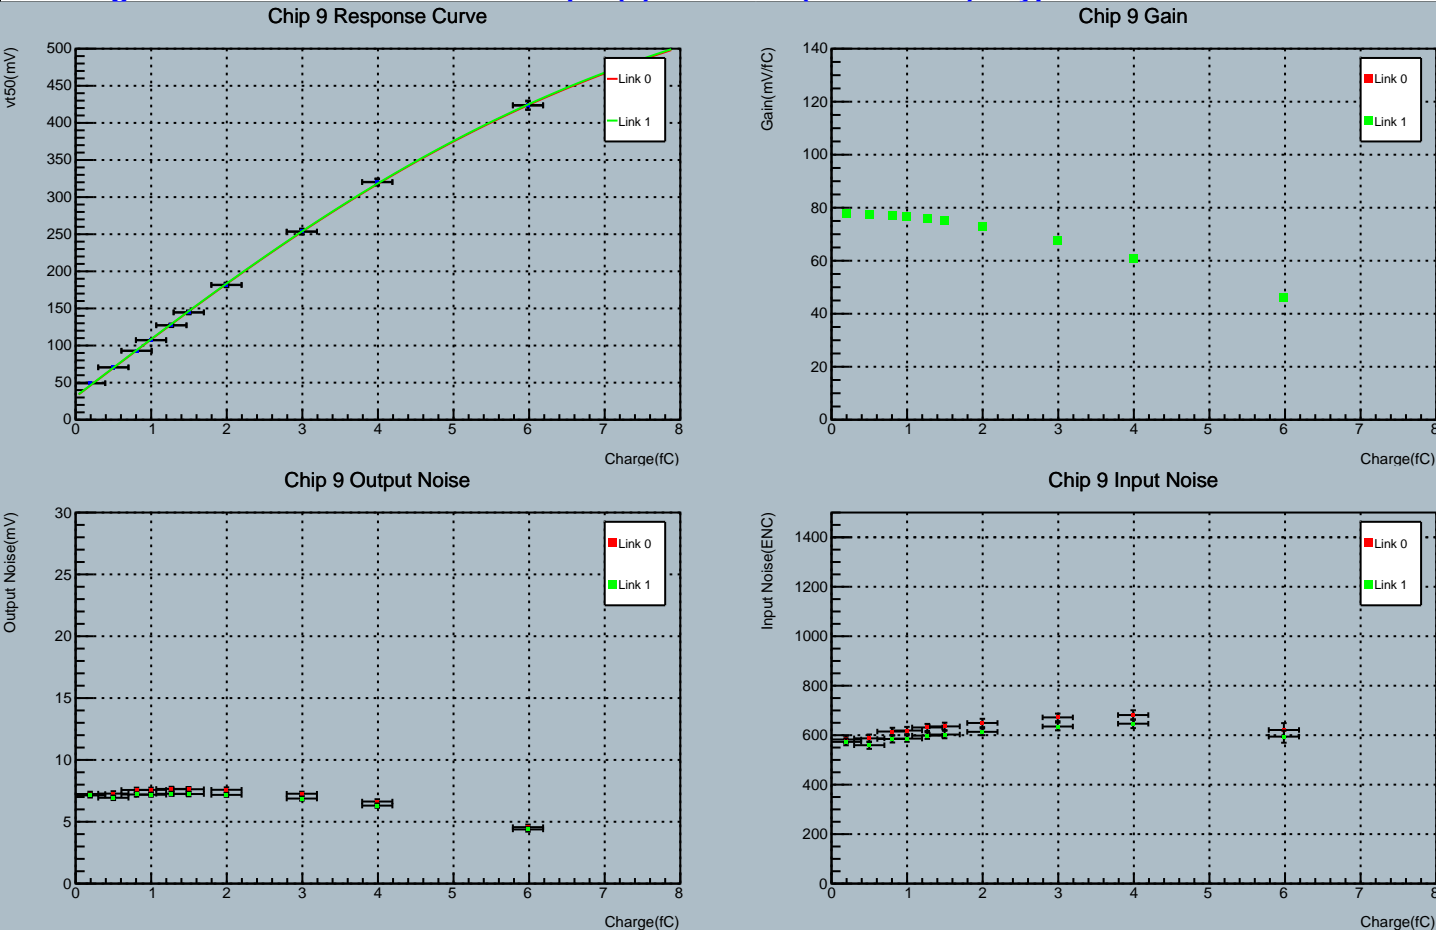 Chip 9 Response Curve
vt50(mV)
500
450
400
350
300
250
200
150
100
50
0
0 1 2 3 4 5 6 7 8
Charge(fC)
Link 0
Link 1
Chip 9 Gain
Gain(mV/fC)
140
120
100
80
60
40
20
0
0 1 2 3 4 5 6 7 8
Charge(fC)
Link 0
Link 1
Chip 9 Output Noise
Output Noise(mV)
30
25
20
15
10
5
0
0 1 2 3 4 5 6 7 8
Charge(fC)
Link 0
Link 1
Chip 9 Input Noise
Input Noise(ENC)
1400
1200
1000
800
600
400
200
0
0 1 2 3 4 5 6 7 8
Charge(fC)
Link 0
Link 1